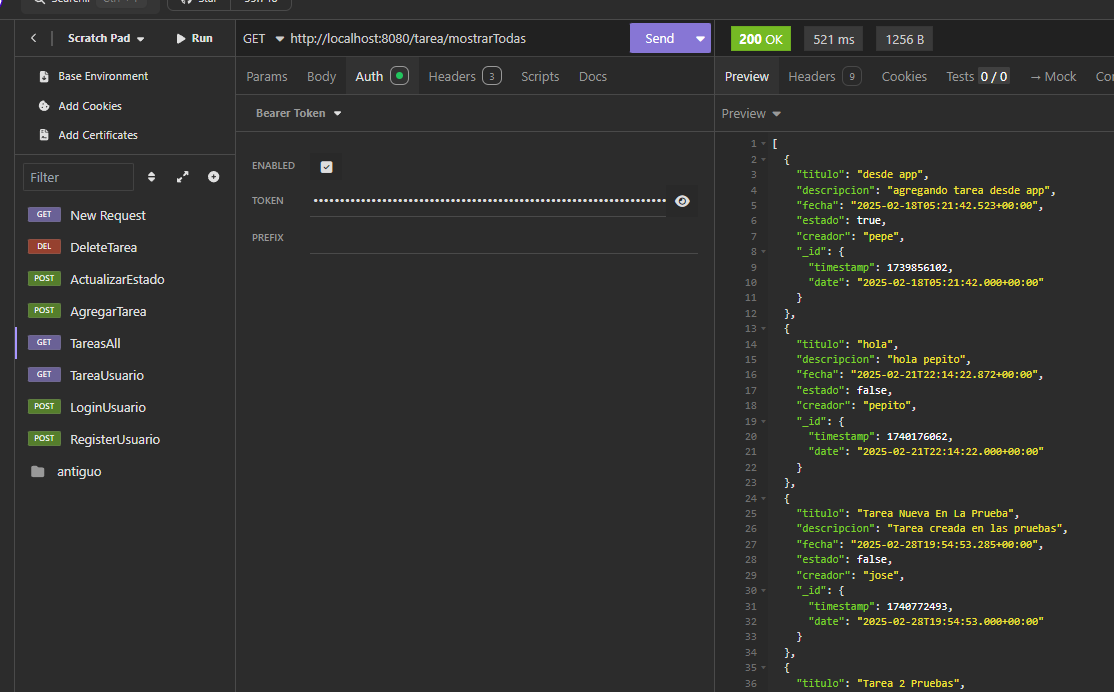 Scratch Pad
Run
Base Environment
Add Cookies
Add Certificates
Filter
GET New Request
DEL DeleteTarea
POST ActualizarEstado
POST AgregarTarea
GET TareasAll
GET TareaUsuario
POST LoginUsuario
POST RegisterUsuario
antiguo
GET http://localhost:8080/tarea/mostrarTodas Send
Params Body Auth Headers 3 Scripts Docs
Bearer Token
ENABLED
TOKEN ••••••••••••••••••••••••••••••••••••••••••••••••••••••••••••••••
PREFIX
200 OK 521 ms 1256 B
Preview Headers 9 Cookies Tests 0 / 0 → Mock
Preview
1 [
2 {
3 "titulo": "desde app",
4 "descripcion": "agregando tarea desde app",
5 "fecha": "2025-02-18T05:21:42.523+00:00",
6 "estado": true,
7 "creador": "pepe",
8 "_id": {
9 "timestamp": 1739856102,
10 "date": "2025-02-18T05:21:42.000+00:00"
11 }
12 },
13 {
14 "titulo": "hola",
15 "descripcion": "hola pepito",
16 "fecha": "2025-02-21T22:14:22.872+00:00",
17 "estado": false,
18 "creador": "pepito",
19 "_id": {
20 "timestamp": 1740176062,
21 "date": "2025-02-21T22:14:22.000+00:00"
22 }
23 },
24 {
25 "titulo": "Tarea Nueva En La Prueba",
26 "descripcion": "Tarea creada en las pruebas",
27 "fecha": "2025-02-28T19:54:53.285+00:00",
28 "estado": false,
29 "creador": "jose",
30 "_id": {
31 "timestamp": 1740772493,
32 "date": "2025-02-28T19:54:53.000+00:00"
33 }
34 },
35 {
36 "titulo": "Tarea 2 Pruebas",